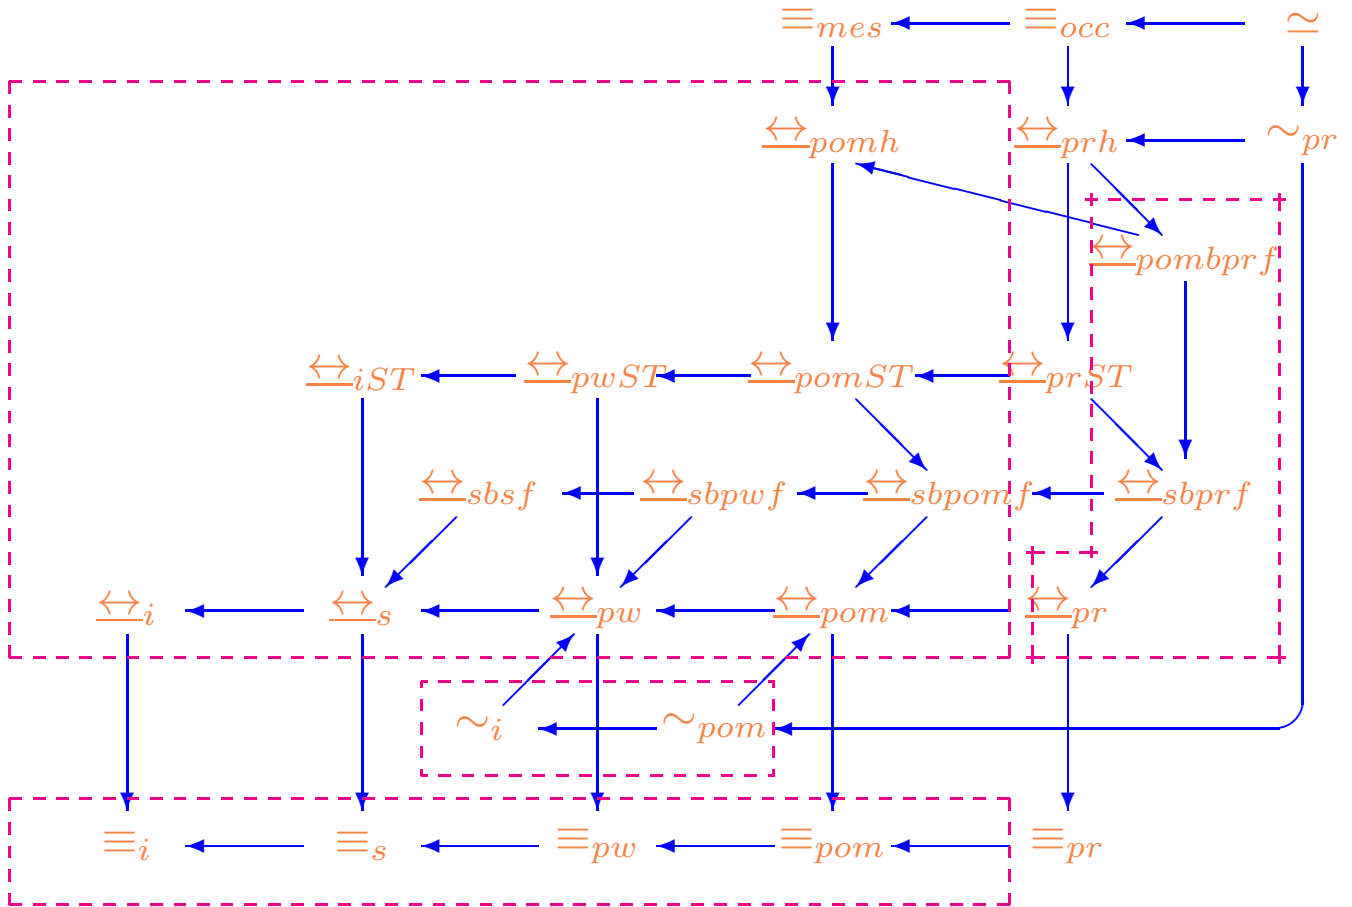 ≡mes ≡occ ≃
↔pomh ↔prh ∼pr
↔pombprf
↔iST ↔pwST ↔pomST ↔prST
↔sbsf ↔sbpwf ↔sbpomf ↔sbprf
↔i ↔s ↔pw ↔pom ↔pr
∼i ∼pom
≡i ≡s ≡pw ≡pom ≡pr